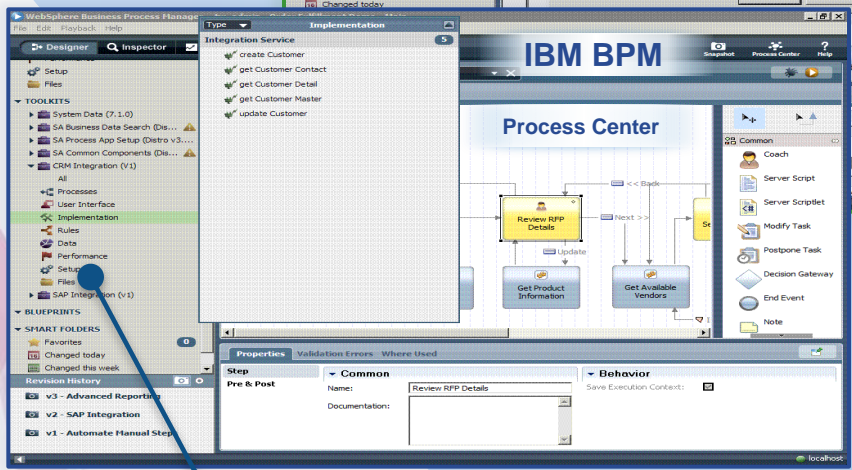 Changed today
WebSphere Business Process Manage
File Edit Playback Help
Designer
Inspector
Setup
Files
TOOLKITS
System Data (7.1.0)
SA Business Data Search (Dis...
SA Process App Setup (Distro v3....
SA Common Components (Dis...
CRM Integration (V1)
All
Processes
User Interface
Implementation
Rules
Data
Performance
Setup
Files
SAP Integration (v1)
BLUEPRINTS
SMART FOLDERS
Favorites 0
Changed today
Changed this week
Revision History
v3 - Advanced Reporting
v2 - SAP Integration
v1 - Automate Manual Step
Type
Implementation
Integration Service 5
create Customer
get Customer Contact
get Customer Detail
get Customer Master
update Customer
IBM BPM
Snapshot Process Center Help
Process Center
<< Back
Review RFP
Details
Next >>
Se
Update
Get Product
Information
Get Available
Vendors
Common
Coach
Server Script
Server Scriptlet
Modify Task
Postpone Task
Decision Gateway
End Event
Note
Properties Validation Errors Where Used
Step
Pre & Post
Common
Name: Review RFP Details
Documentation:
Behavior
Save Execution Context:
localhost